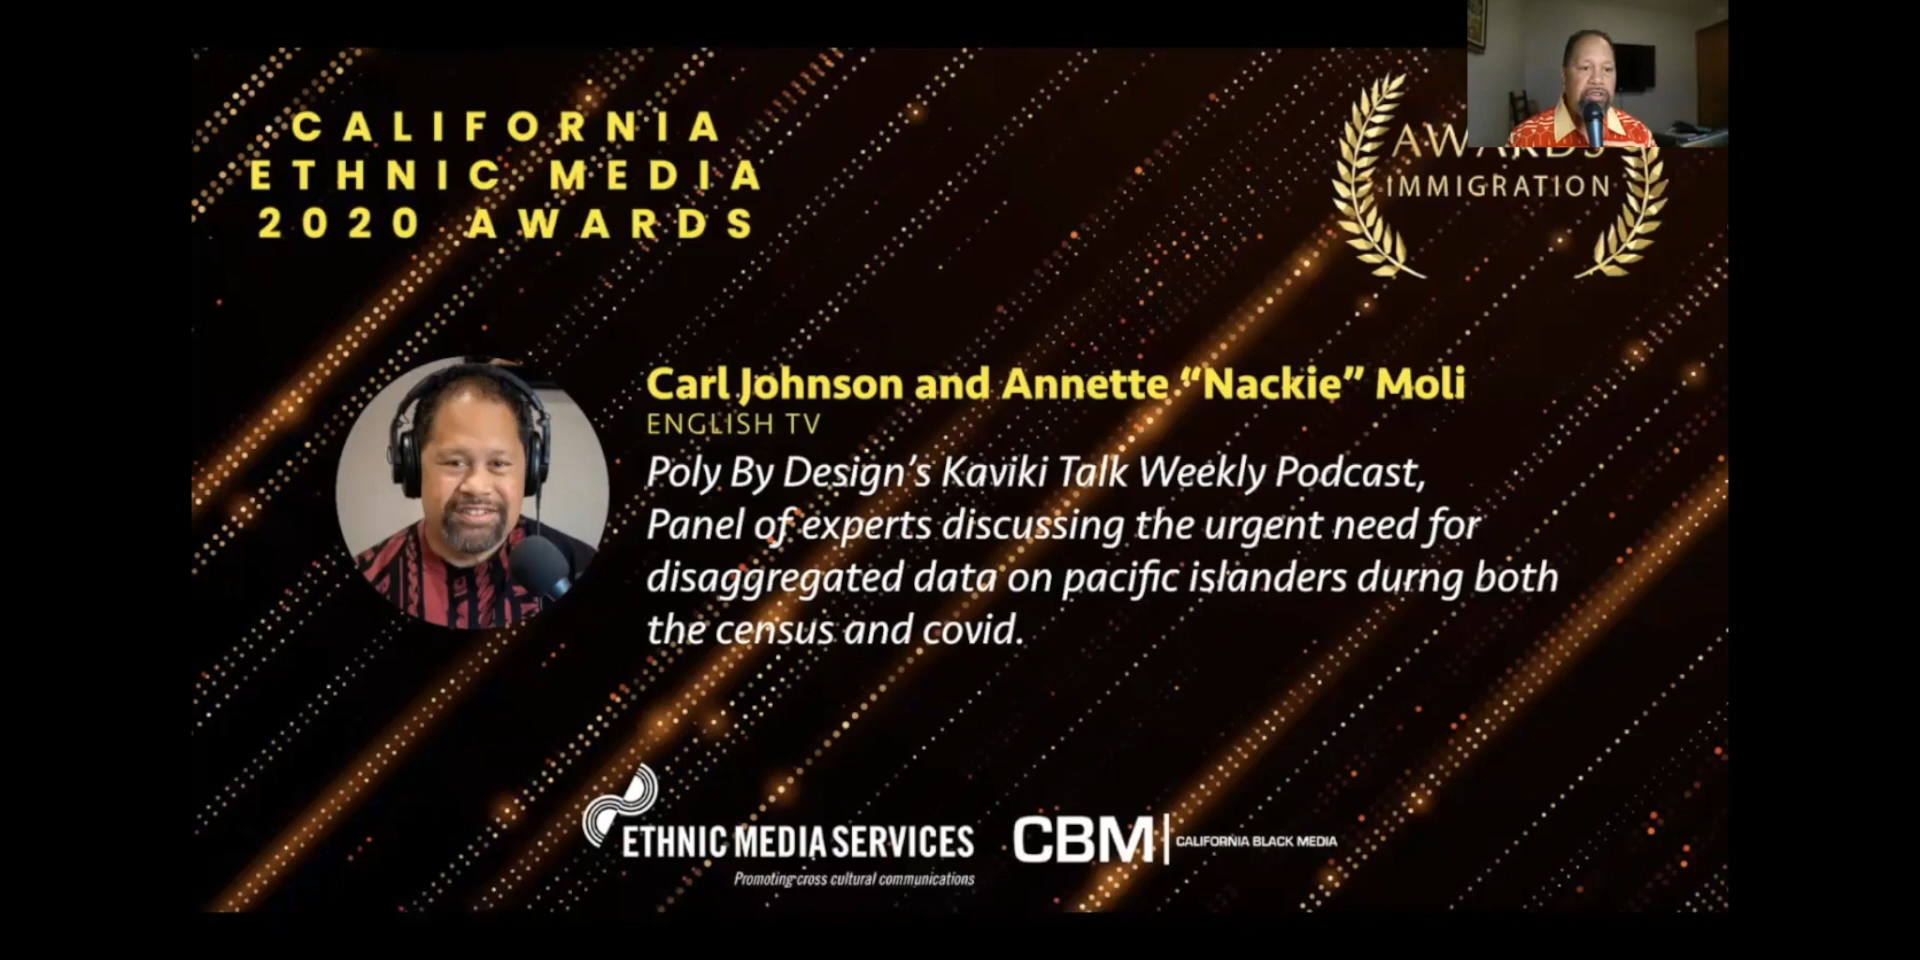 CALIFORNIA
ETHNIC MEDIA
2020 AWARDS
AWARDS
IMMIGRATION
Carl Johnson and Annette “Nackie” Moli
ENGLISH TV
Poly By Design’s Kaviki Talk Weekly Podcast,
Panel of experts discussing the urgent need for
disaggregated data on pacific islanders durng both
the census and covid.
ETHNIC MEDIA SERVICES
Promoting cross cultural communications
CBM
CALIFORNIA BLACK MEDIA